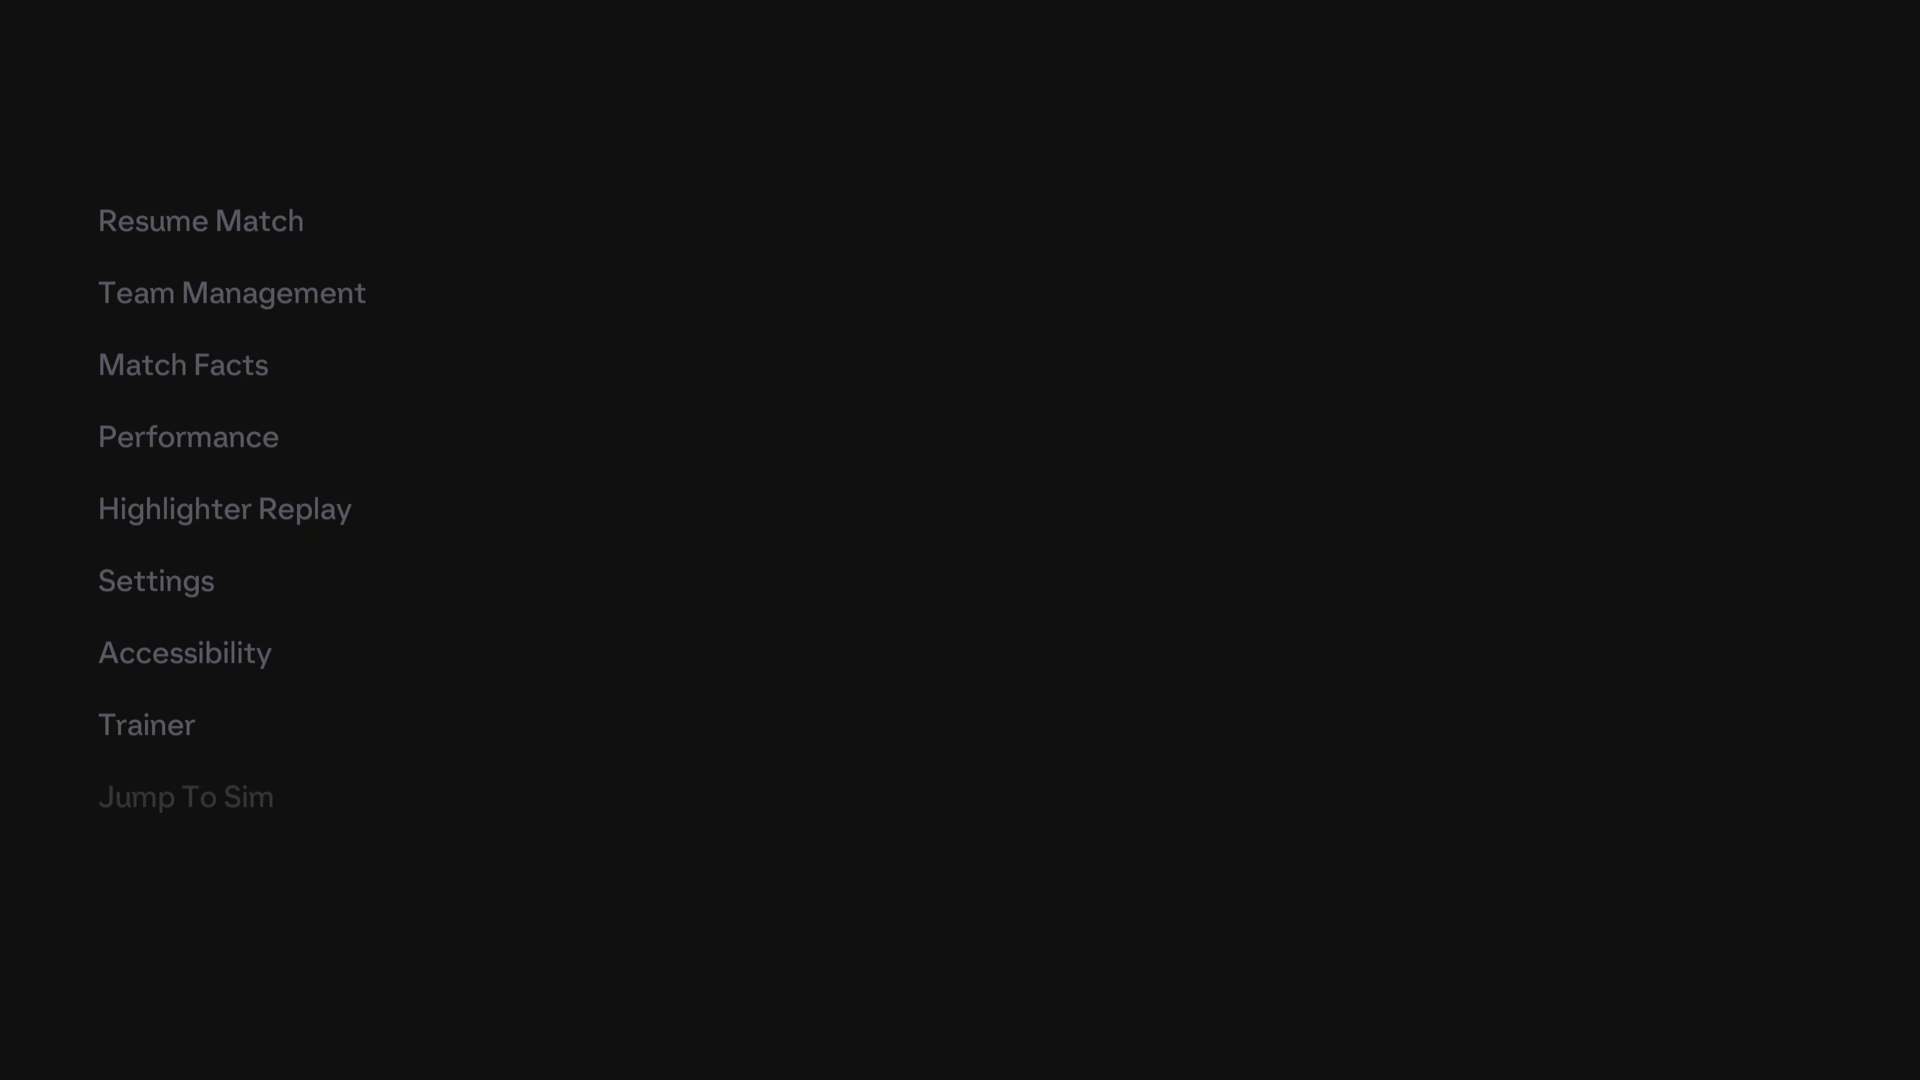 Resume Match
Team Management
Match Facts
Performance
Highlighter Replay
Settings
Accessibility
Trainer
Jump To Sim